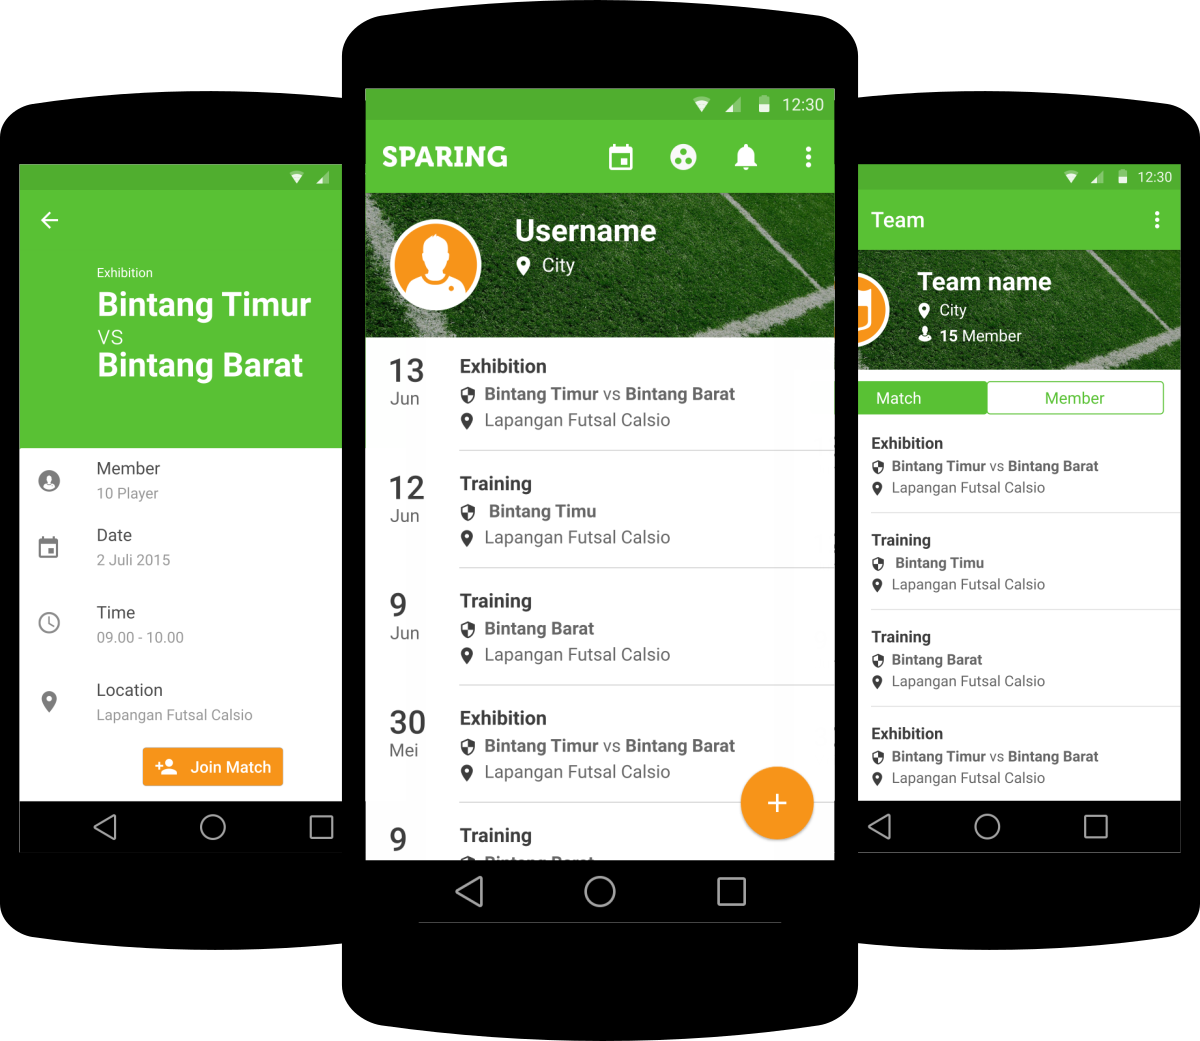 Exhibition
Bintang Timur
VS
Bintang Barat
Member
10 Player
Date
2 Juli 2015
Time
09.00 - 10.00
Location
Lapangan Futsal Calsio
Join Match
12:30
SPARING
Username
City
13
Jun
Exhibition
Bintang Timur vs Bintang Barat
Lapangan Futsal Calsio
12
Jun
Training
Bintang Timu
Lapangan Futsal Calsio
9
Jun
Training
Bintang Barat
Lapangan Futsal Calsio
30
Mei
Exhibition
Bintang Timur vs Bintang Barat
Lapangan Futsal Calsio
9
Training
Bintang Barat
12:30
Team
Team name
City
15 Member
Match
Member
Exhibition
Bintang Timur vs Bintang Barat
Lapangan Futsal Calsio
Training
Bintang Timu
Lapangan Futsal Calsio
Training
Bintang Barat
Lapangan Futsal Calsio
Exhibition
Bintang Timur vs Bintang Barat
Lapangan Futsal Calsio